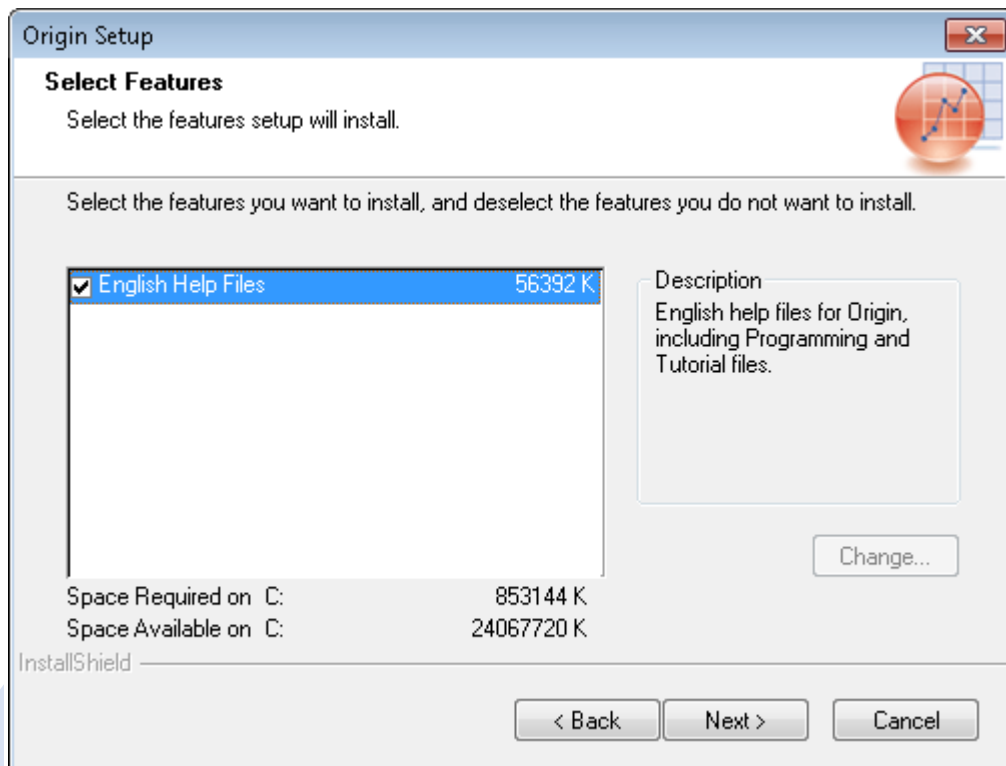 Origin Setup
Select Features
Select the features setup will install.
Select the features you want to install, and deselect the features you do not want to install.
English Help Files 56392 K
Description
English help files for Origin,
including Programming and
Tutorial files.
Change...
Space Required on C: 853144 K
Space Available on C: 24067720 K
InstallShield
< Back Next > Cancel